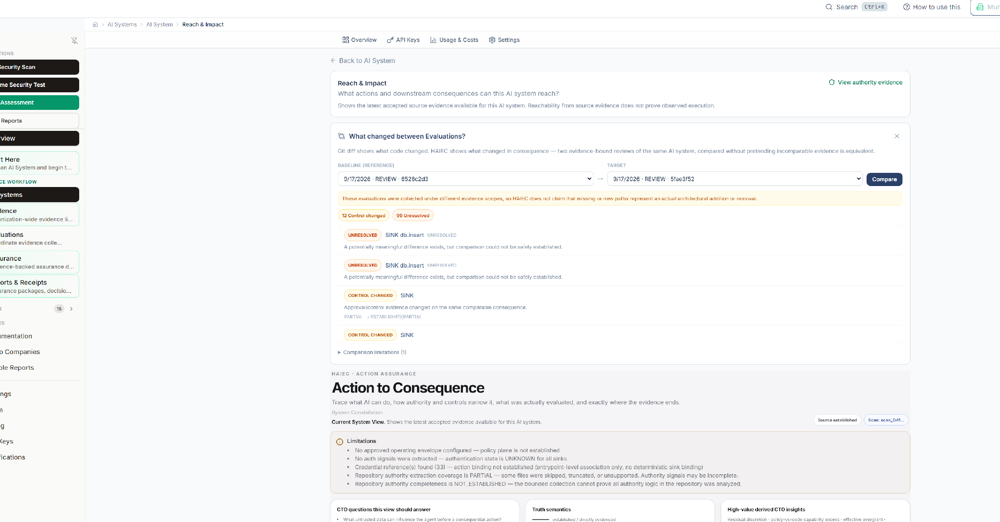 Search Ctrl+K
How to use this
Mun
AI Systems > AI System > Reach & Impact
Overview
API Keys
Usage & Costs
Settings
TIONS
Security Scan
me Security Test
Assessment
Reports
rview
t Here
an AI System and begin t...
CE WORKFLOW
ystems
dence
nization-wide evidence li...
luations
rdinate evidence colle...
urance
ence-backed assurance d...
orts & Receipts
urance packages, decisio...
S 15
ES
umentation
o Companies
ple Reports
ngs
m
ng
Keys
fications
← Back to AI System
Reach & Impact
View authority evidence
What actions and downstream consequences can this AI system reach?
Shows the latest accepted source evidence available for this AI system. Reachability from source evidence does not prove observed execution.
What changed between Evaluations?
Git diff shows what code changed. HAIEC shows what changed in consequence — two evidence-bound reviews of the same AI system, compared without pretending incomparable evidence is equivalent.
BASELINE (REFERENCE)
TARGET
9/17/2026 · REVIEW · 6526c2d3
→
9/17/2026 · REVIEW · 5fae3f52
Compare
These evaluations were collected under different evidence scopes, so HAIEC does not claim that missing or new paths represent an actual architectural addition or removal.
12 Control changed
99 Unresolved
UNRESOLVED SINK db.insert UNRESOLVED
A potentially meaningful difference exists, but comparison could not be safely established.
UNRESOLVED SINK db.insert UNRESOLVED
A potentially meaningful difference exists, but comparison could not be safely established.
CONTROL CHANGED SINK
Approval/control evidence changed on the same comparable consequence.
PARTIAL → ESTABLISHED|PARTIAL
CONTROL CHANGED SINK
Comparison limitations (1)
HAIEC · ACTION ASSURANCE
Action to Consequence
Trace what AI can do, how authority and controls narrow it, what was actually evaluated, and exactly where the evidence ends.
System Constellation
Current System View. Shows the latest accepted evidence available for this AI system.
Source established
Scan: scan_D4f...
Limitations
• No approved operating envelope configured — policy plane is not established
• No auth signals were extracted — authentication state is UNKNOWN for all sinks
• Credential reference(s) found (33) — action binding not established (entrypoint-level association only, no deterministic sink binding)
• Repository authority extraction coverage is PARTIAL — some files were skipped, truncated, or unsupported. Authority signals may be incomplete.
• Repository authority completeness is NOT_ESTABLISHED — the bounded collection cannot prove all authority logic in the repository was analyzed.
CTO questions this view should answer
• What untrusted data can influence the agent before a consequential action?
Truth semantics
established / directly evidenced
High-value derived CTO insights
Residual discretion · policy-vs-code capability excess · effective overgrant ·